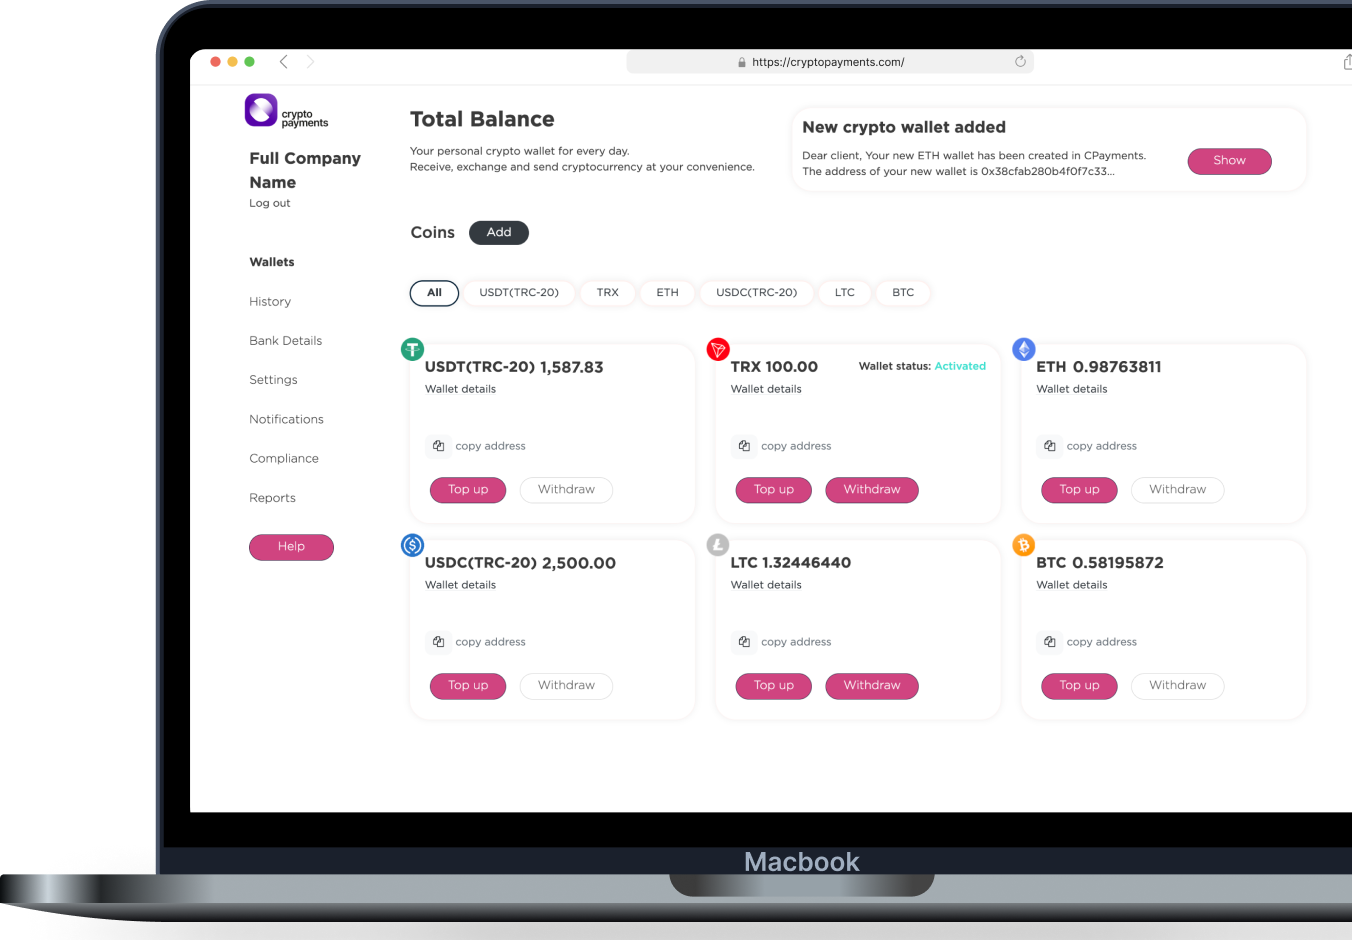 https://cryptopayments.com/
crypto
payments
Full Company
Name
Log out
Wallets
History
Bank Details
Settings
Notifications
Compliance
Reports
Help
Total Balance
Your personal crypto wallet for every day.
Receive, exchange and send cryptocurrency at your convenience.
New crypto wallet added
Dear client, Your new ETH wallet has been created in CPayments.
The address of your new wallet is 0x38cfab280b4f0f7c33...
Show
Coins Add
All USDT(TRC-20) TRX ETH USDC(TRC-20) LTC BTC
USDT(TRC-20) 1,587.83
Wallet details
copy address
Top up Withdraw
TRX 100.00 Wallet status: Activated
Wallet details
copy address
Top up Withdraw
ETH 0.98763811
Wallet details
copy address
Top up Withdraw
USDC(TRC-20) 2,500.00
Wallet details
copy address
Top up Withdraw
LTC 1.32446440
Wallet details
copy address
Top up Withdraw
BTC 0.58195872
Wallet details
copy address
Top up Withdraw
Macbook